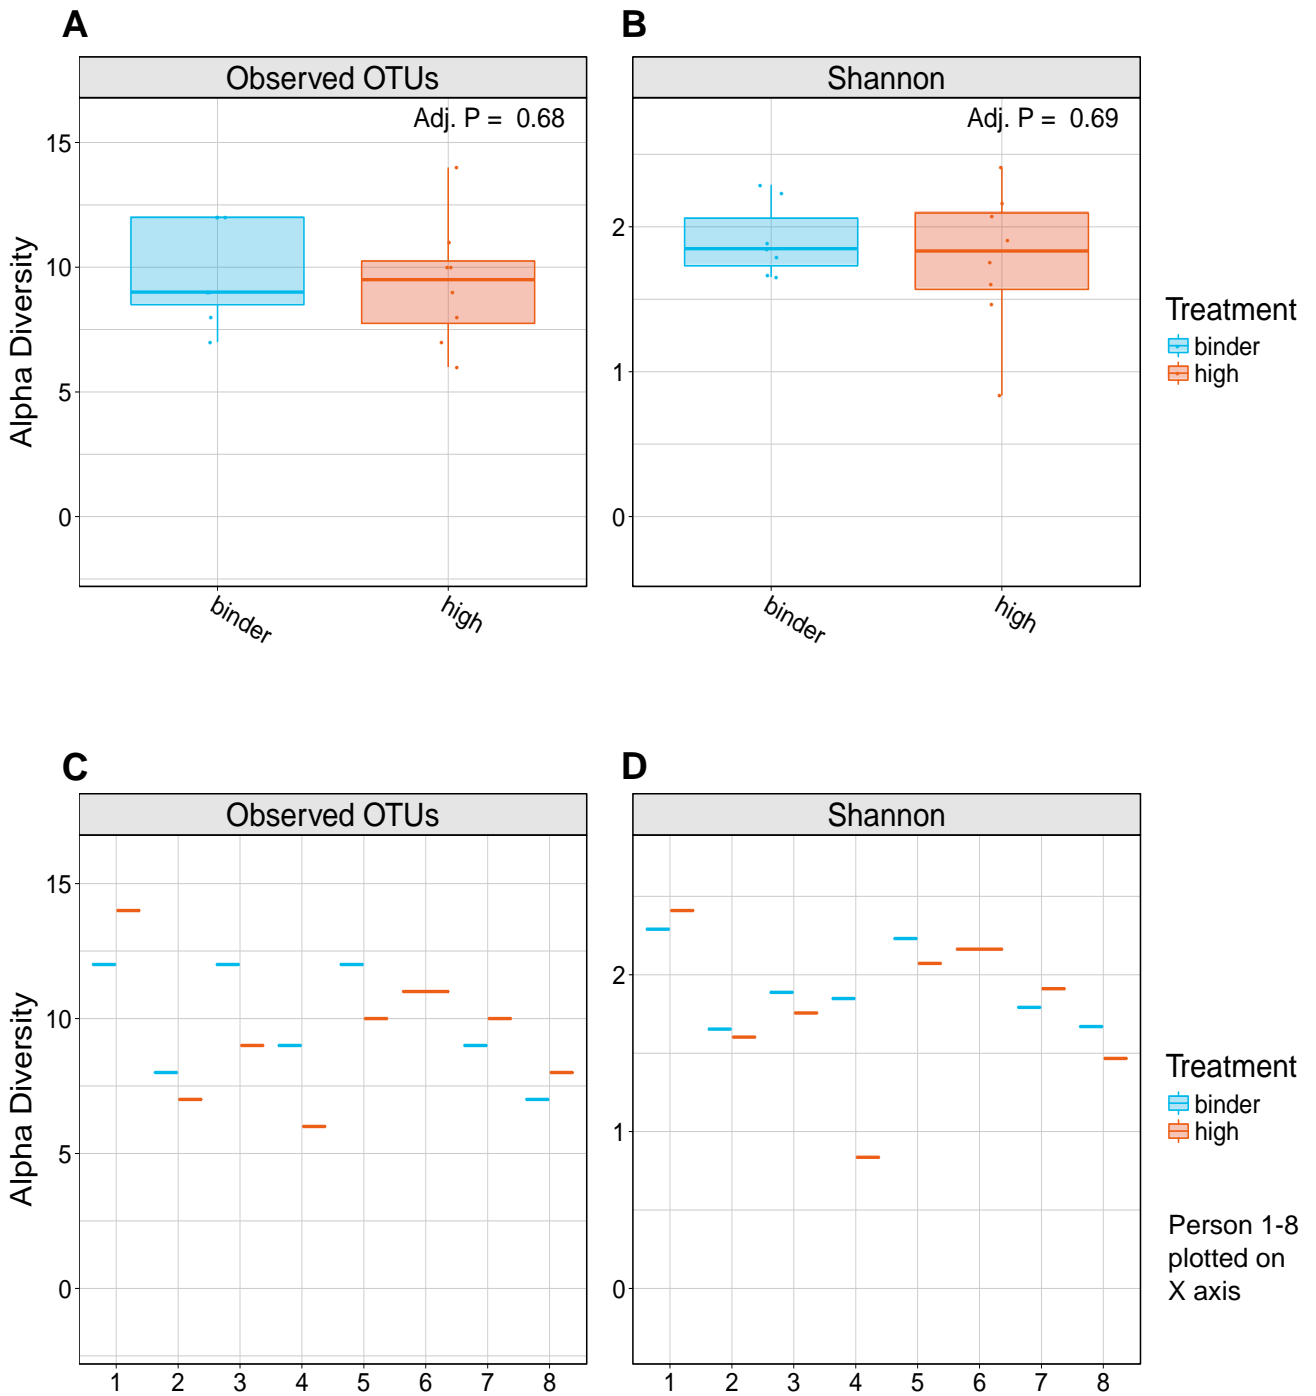 A
B
Observed OTUs
Shannon
Adj. P = 0.68
Adj. P = 0.69
Alpha Diversity
15
10
5
0
2
1
0
binder
high
binder
high
Treatment
binder
high
C
D
Observed OTUs
Shannon
Alpha Diversity
15
10
5
0
2
1
0
1 2 3 4 5 6 7 8
1 2 3 4 5 6 7 8
Treatment
binder
high
Person 1-8
plotted on
X axis